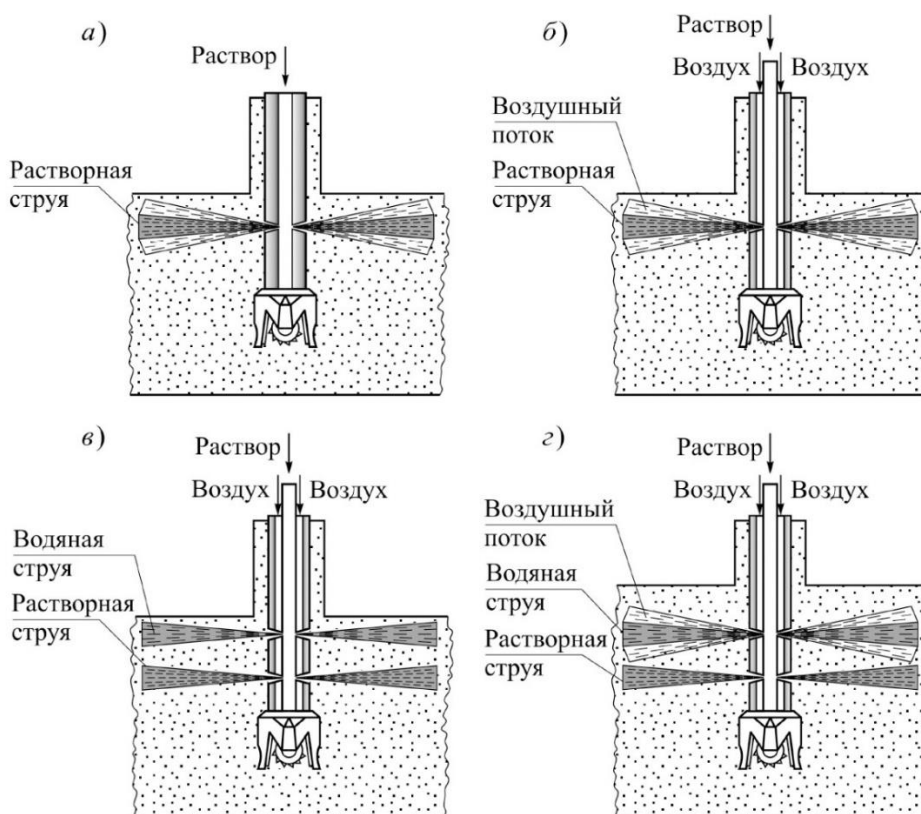 а)
Раствор
Растворная
струя
б)
Раствор
Воздух Воздух
Воздушный
поток
Растворная
струя
в)
Раствор
Воздух Воздух
Водяная
струя
Растворная
струя
г)
Раствор
Воздух Воздух
Воздушный
поток
Водяная
струя
Растворная
струя